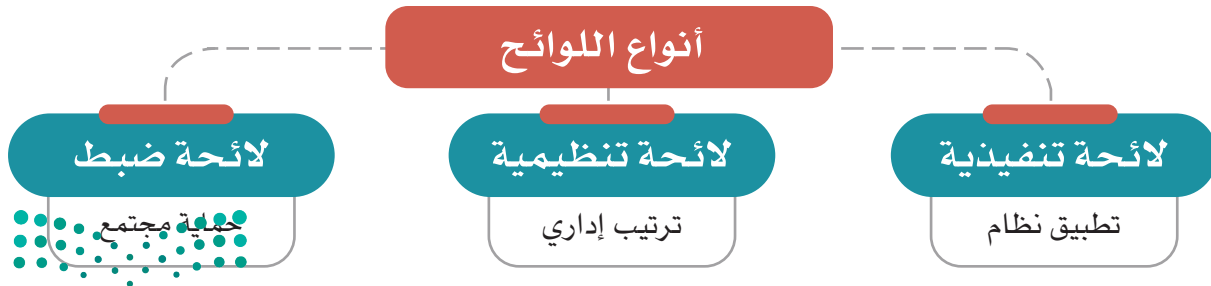 أنواع اللوائح
لائحة تنفيذية
تطبيق نظام
لائحة تنظيمية
ترتيب إداري
لائحة ضبط
حماية مجتمع